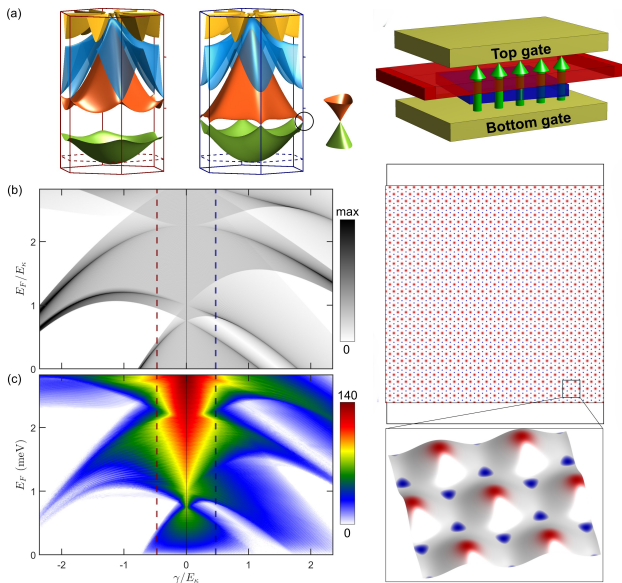 (a)
Top gate
Bottom gate
(b)
E_F/E_κ
2
1
0
max
0
(c)
E_F (meV)
2
1
0
140
0
-2
-1
0
1
2
γ/E_κ